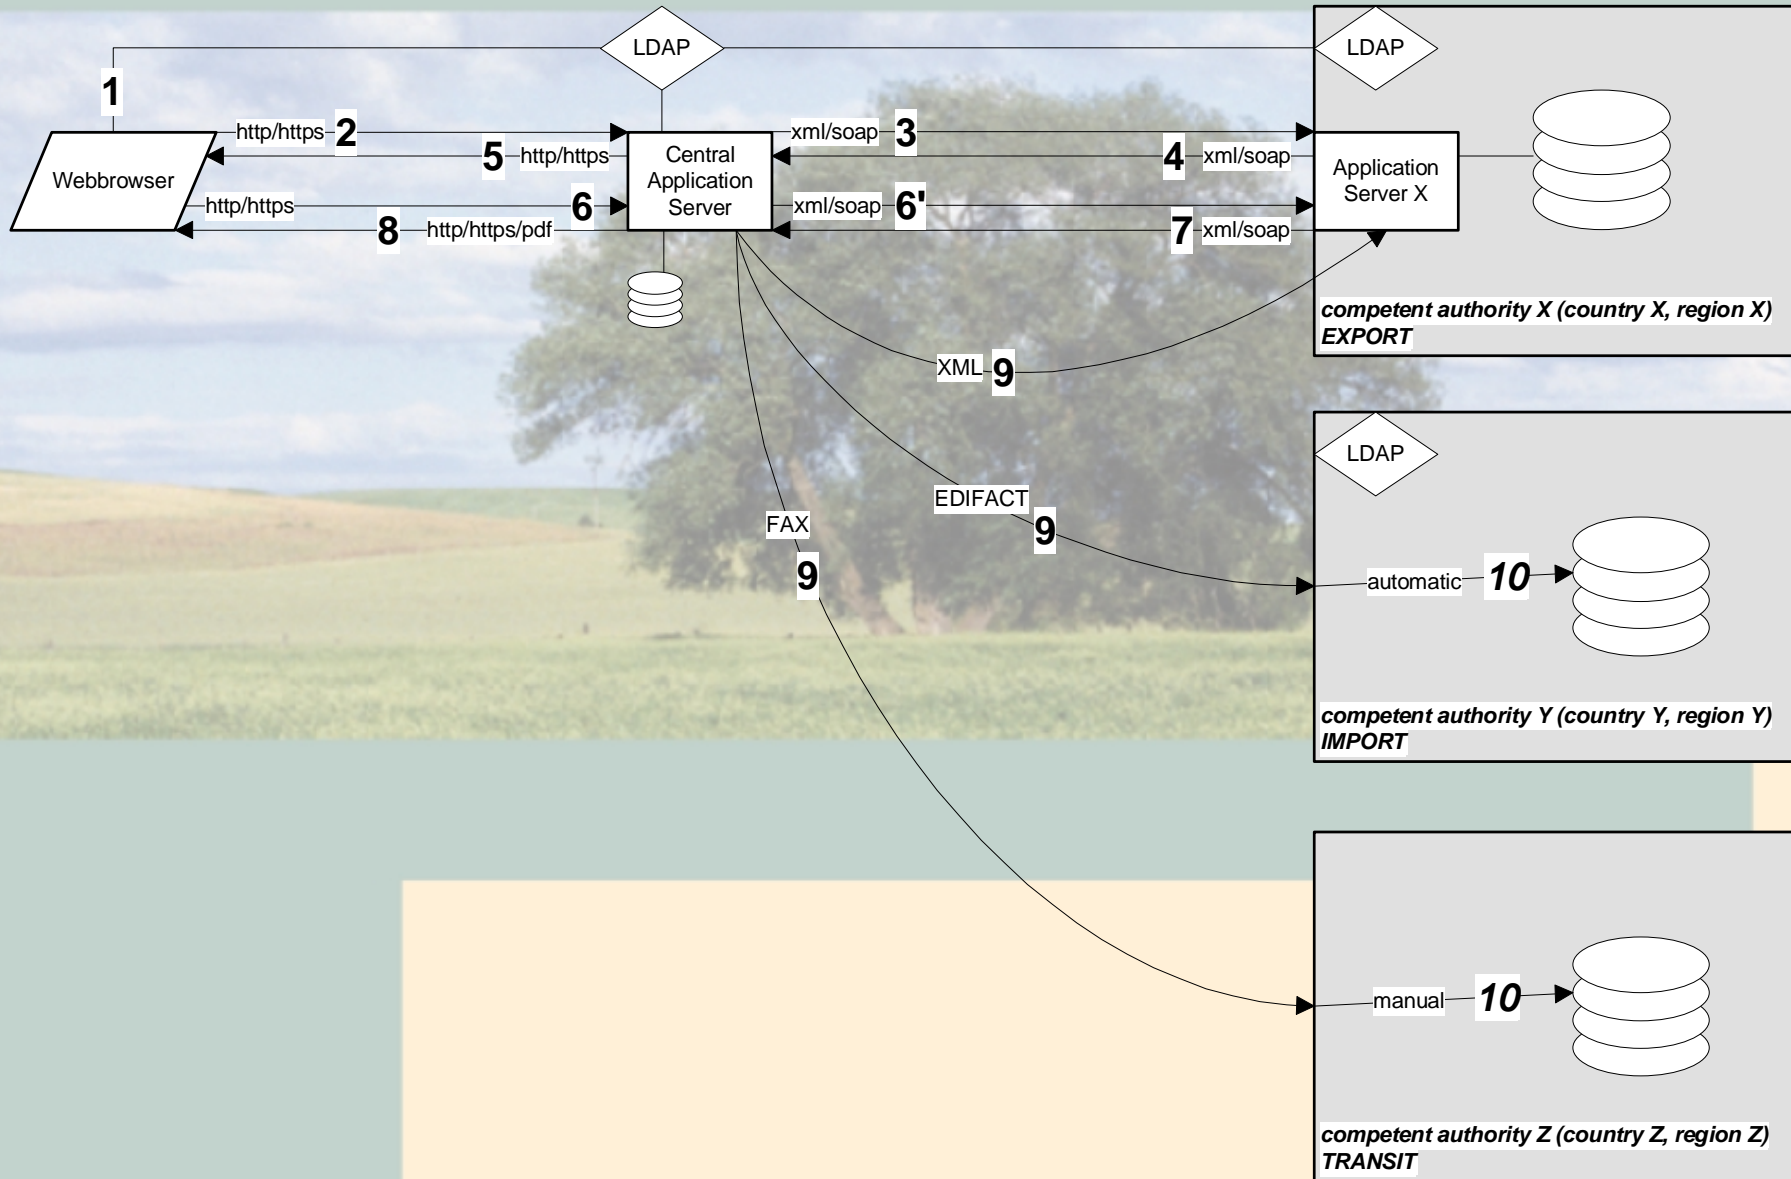 LDAP
LDAP
1
http/https 2
xml/soap 3
5 http/https
4 xml/soap
Webbrowser
Central
Application
Server
Application
Server X
http/https 6
xml/soap 6'
8 http/https/pdf
7 xml/soap
competent authority X (country X, region X)
EXPORT
XML 9
LDAP
EDIFACT
9
FAX
9
automatic 10
competent authority Y (country Y, region Y)
IMPORT
manual 10
competent authority Z (country Z, region Z)
TRANSIT